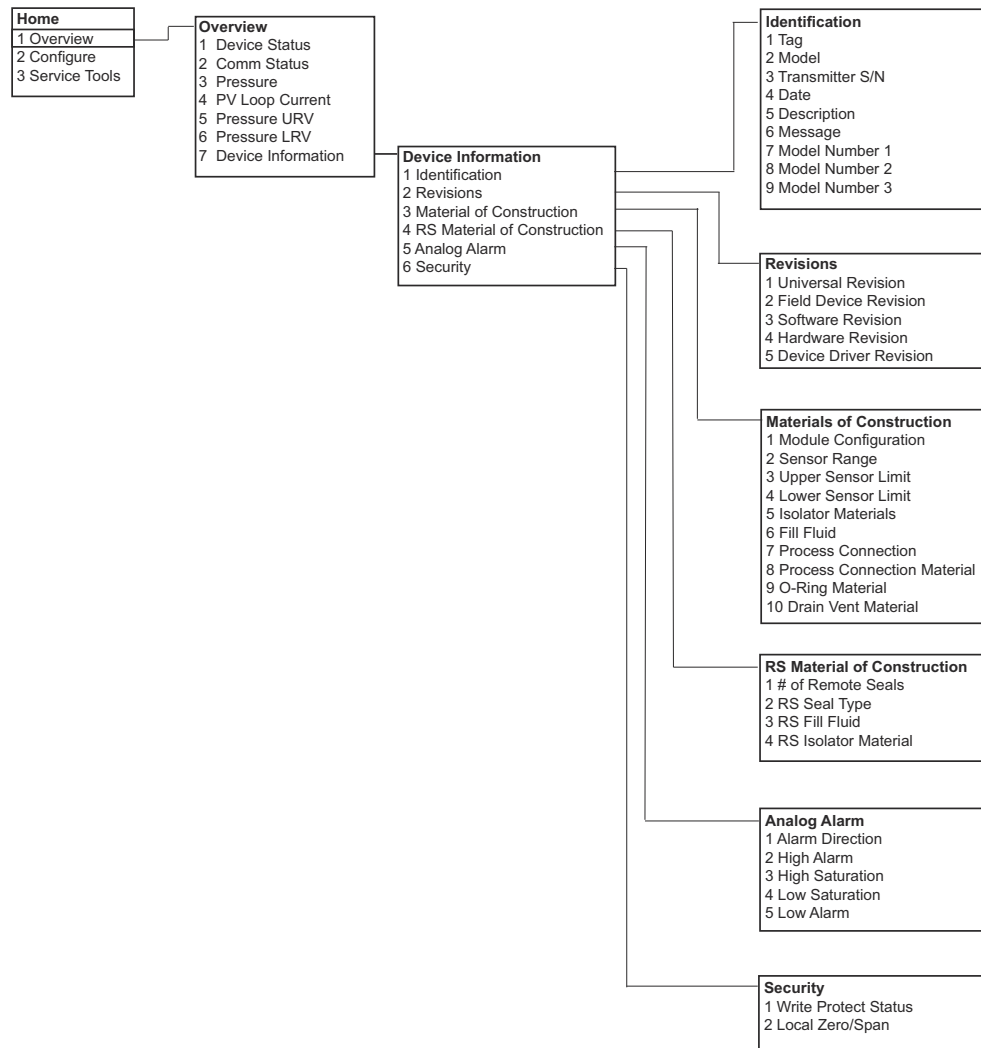 Home
1 Overview
2 Configure
3 Service Tools
Overview
1 Device Status
2 Comm Status
3 Pressure
4 PV Loop Current
5 Pressure URV
6 Pressure LRV
7 Device Information
Device Information
1 Identification
2 Revisions
3 Material of Construction
4 RS Material of Construction
5 Analog Alarm
6 Security
Identification
1 Tag
2 Model
3 Transmitter S/N
4 Date
5 Description
6 Message
7 Model Number 1
8 Model Number 2
9 Model Number 3
Revisions
1 Universal Revision
2 Field Device Revision
3 Software Revision
4 Hardware Revision
5 Device Driver Revision
Materials of Construction
1 Module Configuration
2 Sensor Range
3 Upper Sensor Limit
4 Lower Sensor Limit
5 Isolator Materials
6 Fill Fluid
7 Process Connection
8 Process Connection Material
9 O-Ring Material
10 Drain Vent Material
RS Material of Construction
1 # of Remote Seals
2 RS Seal Type
3 RS Fill Fluid
4 RS Isolator Material
Analog Alarm
1 Alarm Direction
2 High Alarm
3 High Saturation
4 Low Saturation
5 Low Alarm
Security
1 Write Protect Status
2 Local Zero/Span